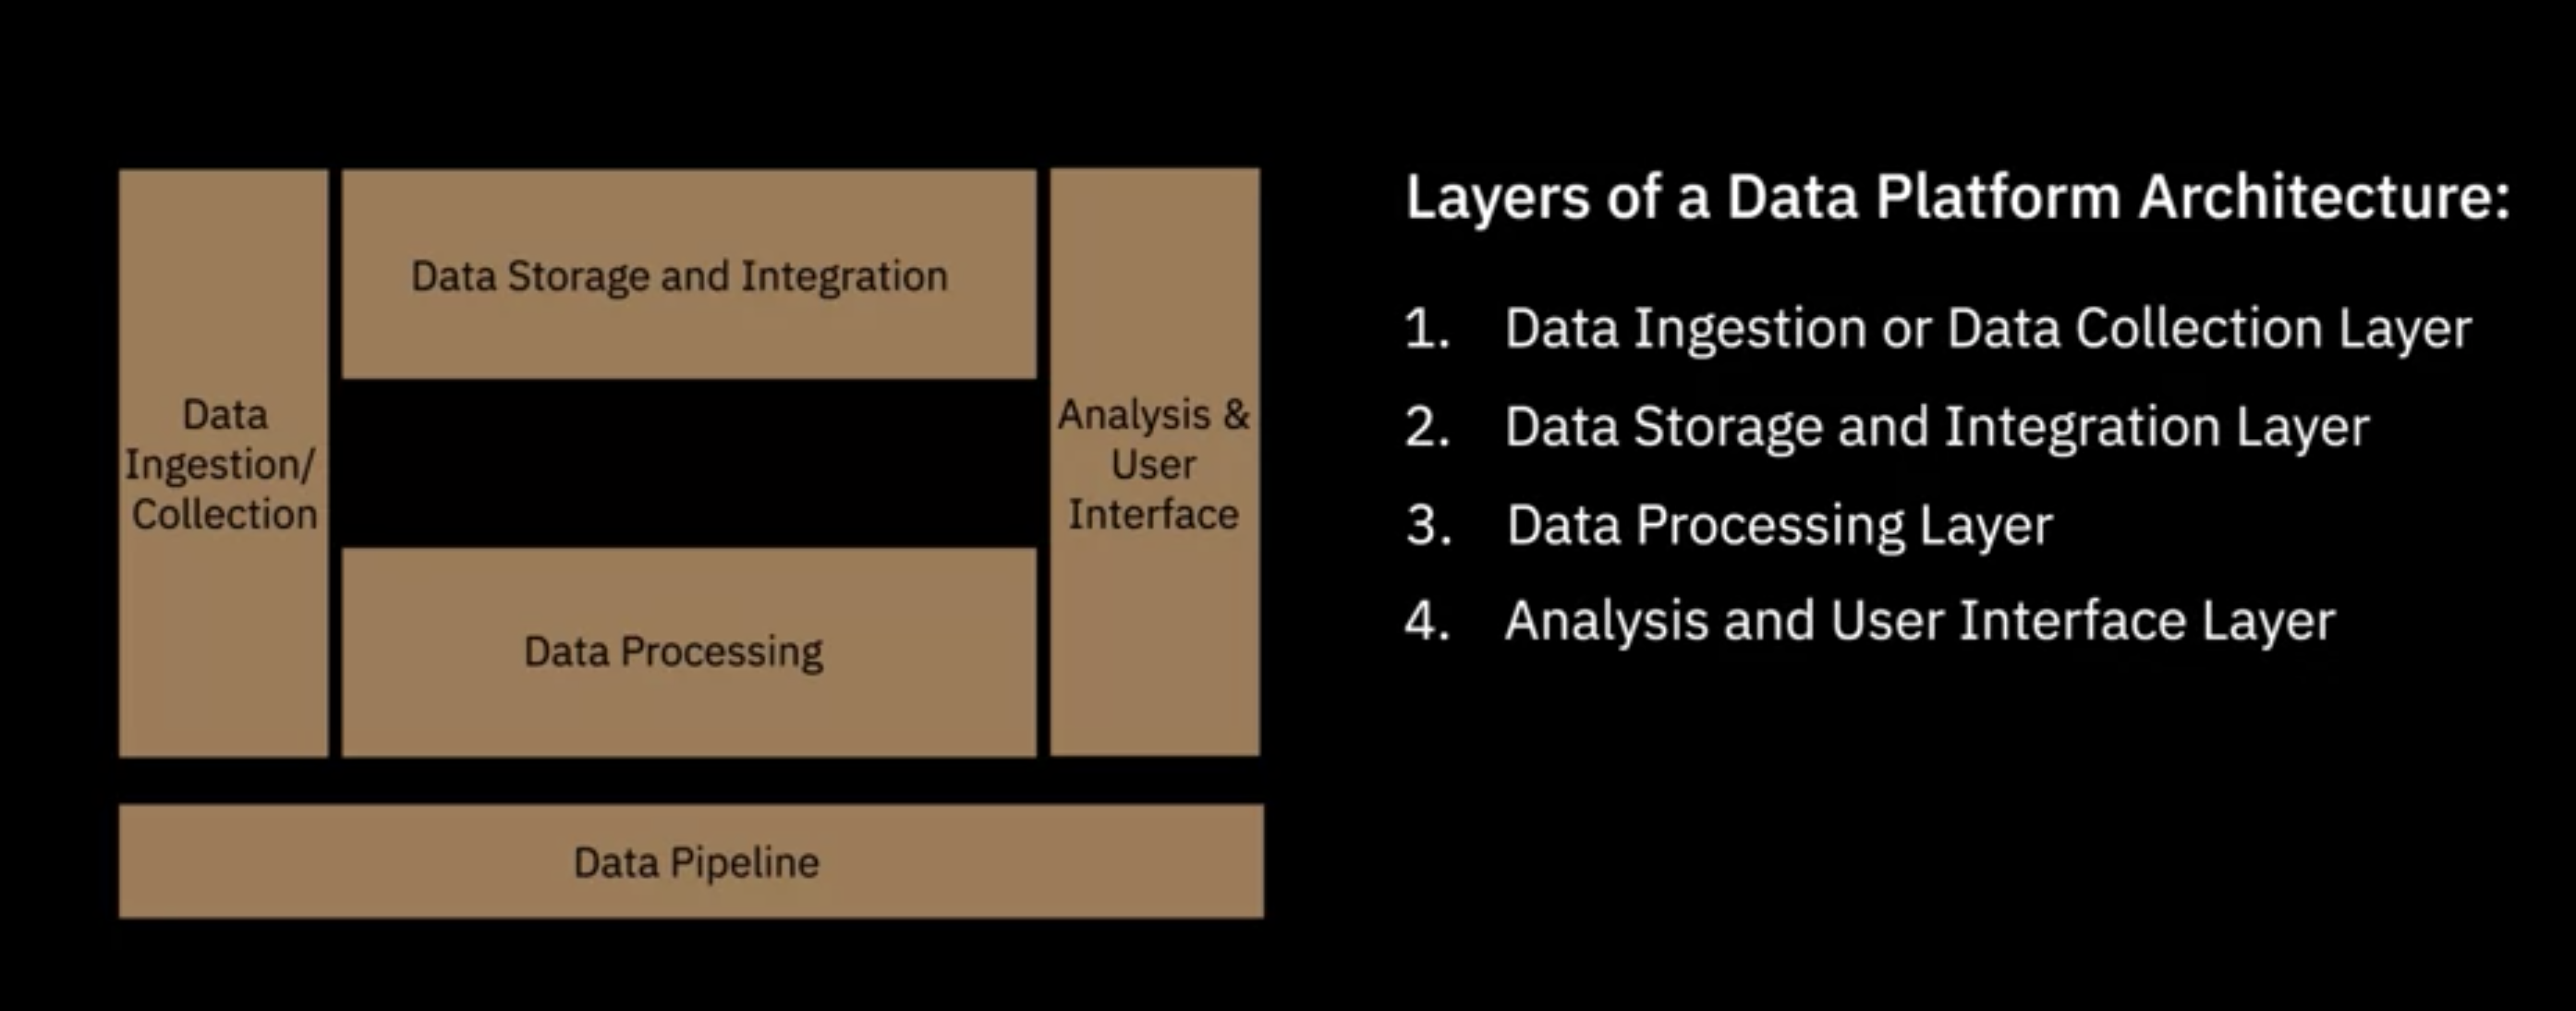 Data Storage and Integration
Data
Ingestion/
Collection
Analysis &
User
Interface
Data Processing
Data Pipeline
Layers of a Data Platform Architecture:
1. Data Ingestion or Data Collection Layer
2. Data Storage and Integration Layer
3. Data Processing Layer
4. Analysis and User Interface Layer